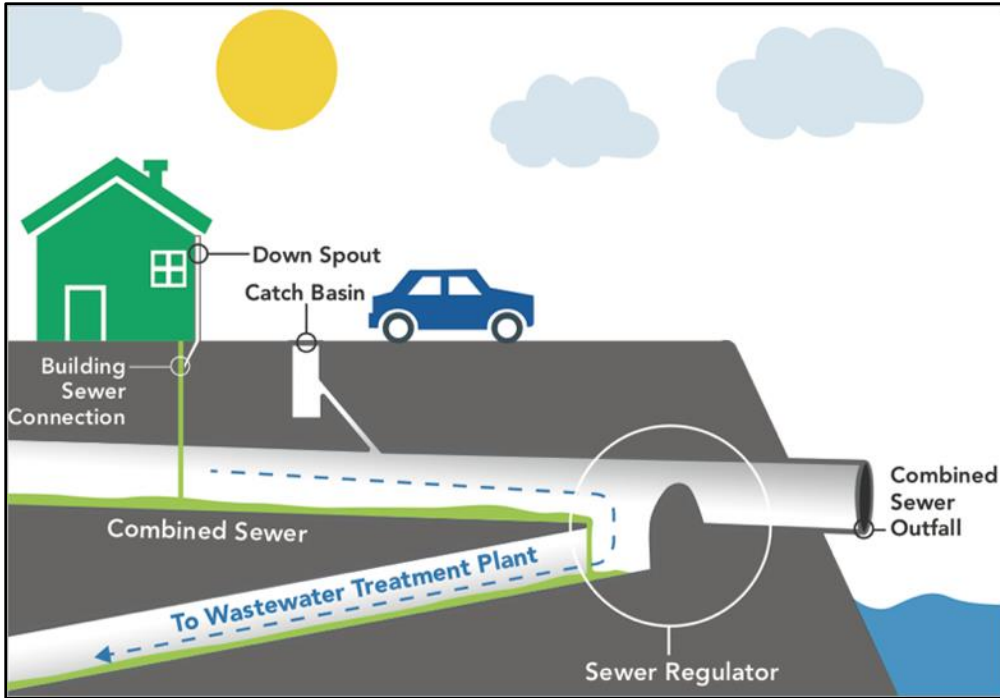 Down Spout
Catch Basin
Building
Sewer
Connection
Combined
Sewer
Outfall
Combined Sewer
To Wastewater Treatment Plant
Sewer Regulator